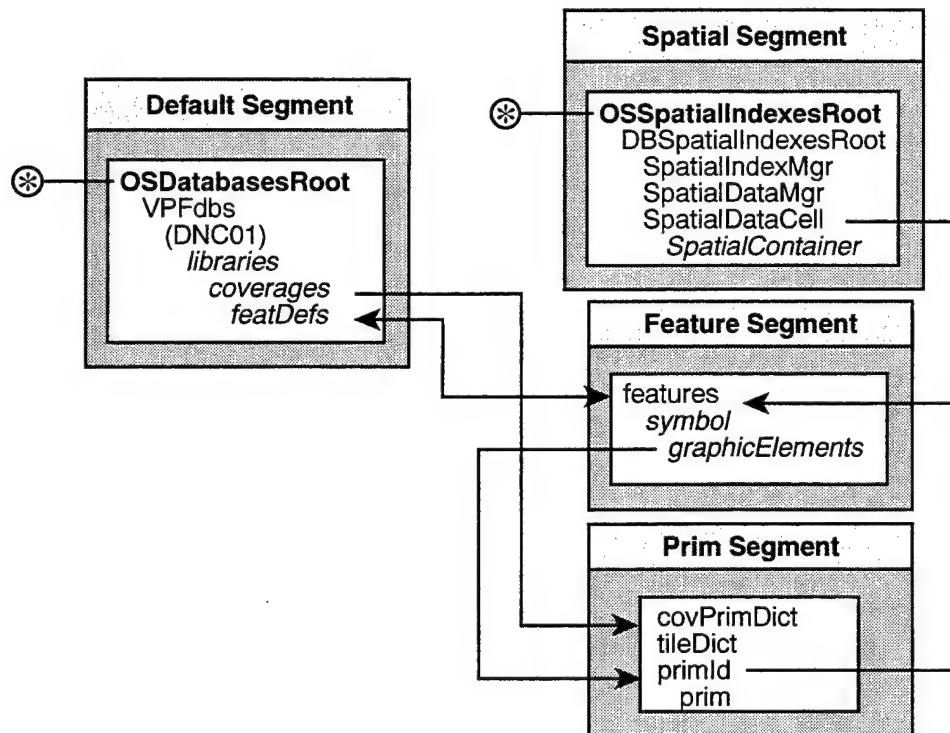 Default Segment
OSDatabasesRoot
VPFdbs
(DNC01)
libraries
coverages
featDefs
Spatial Segment
OSSpatialIndexesRoot
DBSpatialIndexesRoot
SpatialIndexMgr
SpatialDataMgr
SpatialDataCell
SpatialContainer
Feature Segment
features
symbol
graphicElements
Prim Segment
covPrimDict
tileDict
primId
prim